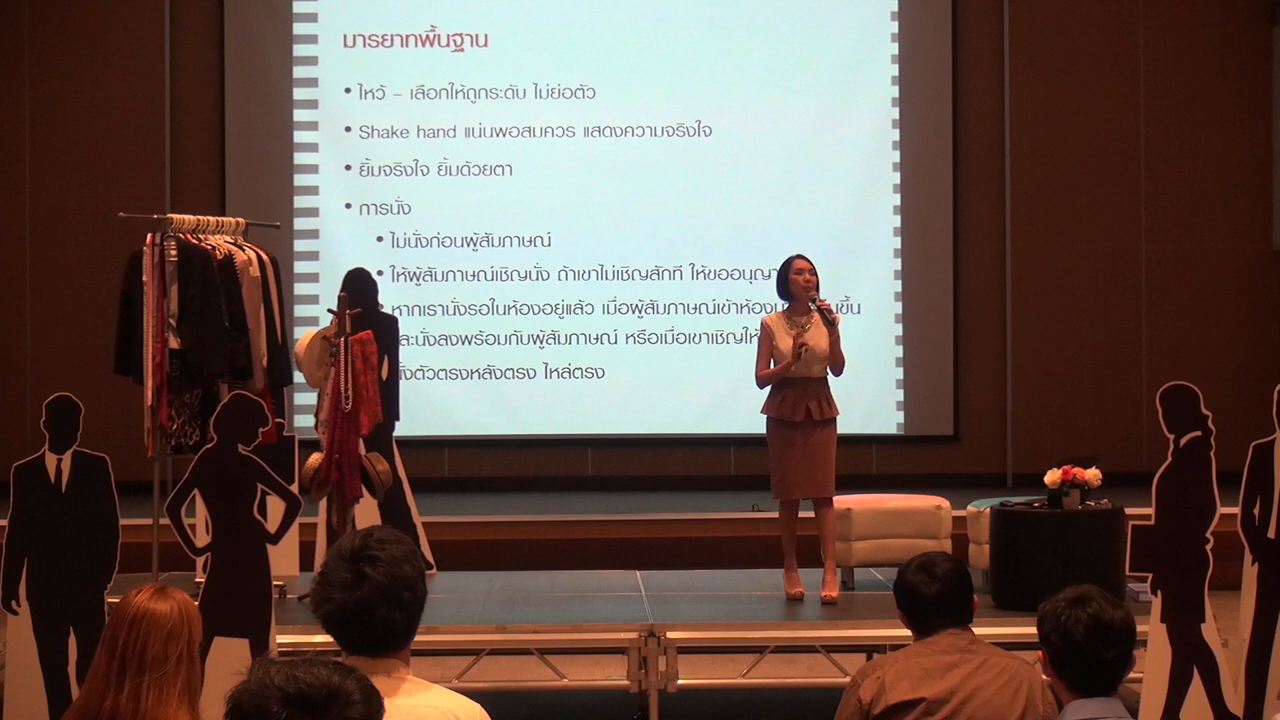 มารยาทพื้นฐาน
• ไหว้ – เลือกให้ถูกระดับ ไม่ย่อตัว
• Shake hand แน่นพอสมควร แสดงความจริงใจ
• ยิ้มจริงใจ ยิ้มด้วยตา
• การนั่ง
• ไม่นั่งก่อนผู้สัมภาษณ์
• ให้ผู้สัมภาษณ์เชิญนั่ง ถ้าเขาไม่เชิญสักที ให้ขออนุญา
• หากเรานั่งรอในห้องอยู่แล้ว เมื่อผู้สัมภาษณ์เข้าห้อง
และนั่งลงพร้อมกับผู้สัมภาษณ์ หรือเมื่อเขาเชิญให้
ตัวตรงหลังตรง ไหล่ตรง